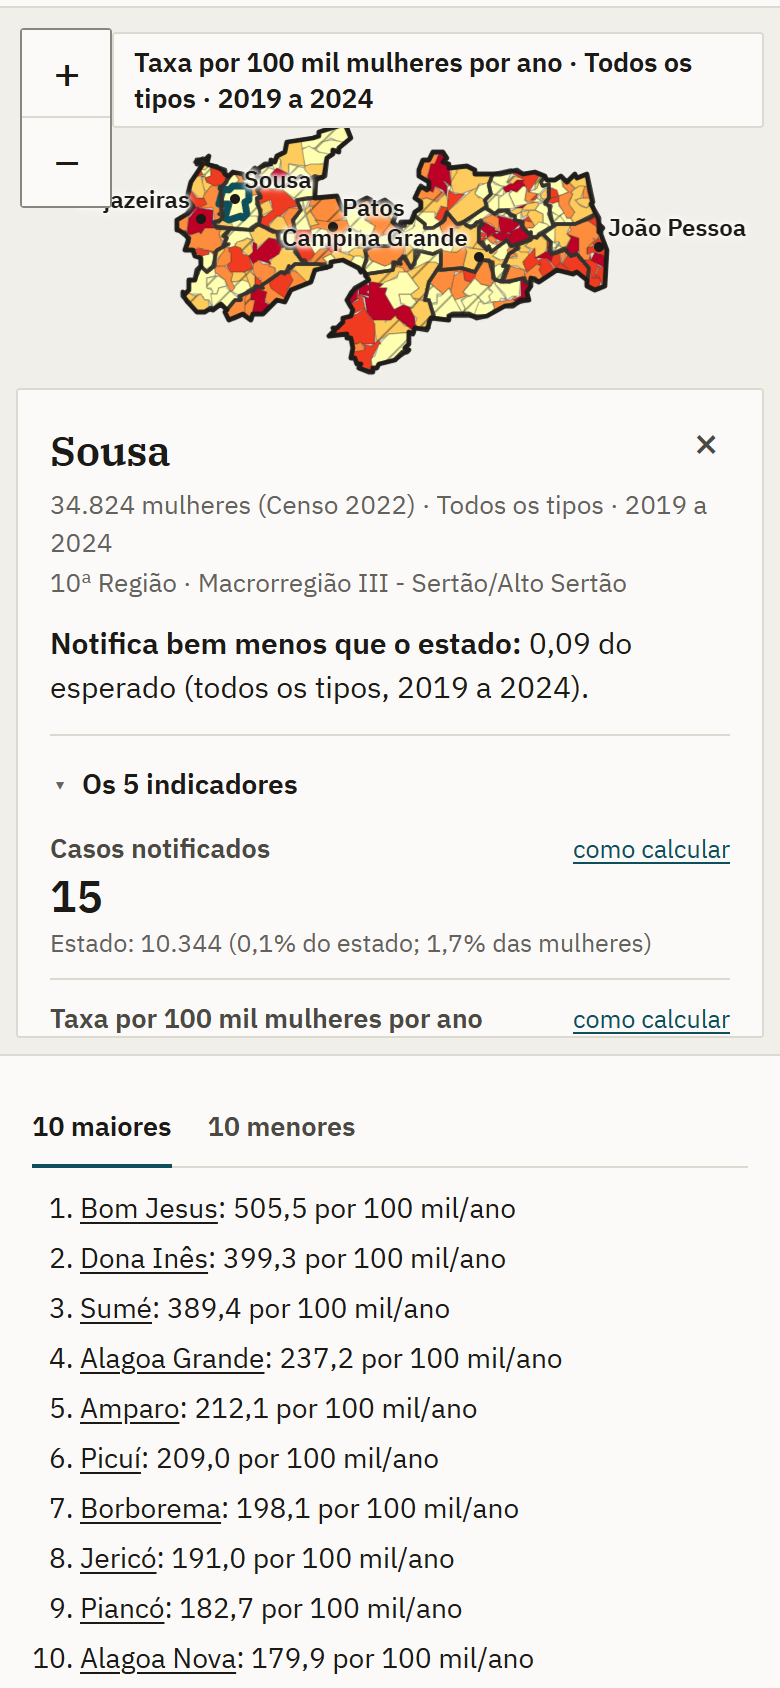 +
Taxa por 100 mil mulheres por ano · Todos os
tipos · 2019 a 2024
−
Sousa
jazeiras
Patos
Campina Grande
João Pessoa
Sousa
×
34.824 mulheres (Censo 2022) · Todos os tipos · 2019 a
2024
10ª Região · Macrorregião III - Sertão/Alto Sertão
Notifica bem menos que o estado: 0,09 do
esperado (todos os tipos, 2019 a 2024).
▾ Os 5 indicadores
Casos notificados como calcular
15
Estado: 10.344 (0,1% do estado; 1,7% das mulheres)
Taxa por 100 mil mulheres por ano como calcular
10 maiores 10 menores
1. Bom Jesus: 505,5 por 100 mil/ano
2. Dona Inês: 399,3 por 100 mil/ano
3. Sumé: 389,4 por 100 mil/ano
4. Alagoa Grande: 237,2 por 100 mil/ano
5. Amparo: 212,1 por 100 mil/ano
6. Picuí: 209,0 por 100 mil/ano
7. Borborema: 198,1 por 100 mil/ano
8. Jericó: 191,0 por 100 mil/ano
9. Piancó: 182,7 por 100 mil/ano
10. Alagoa Nova: 179,9 por 100 mil/ano